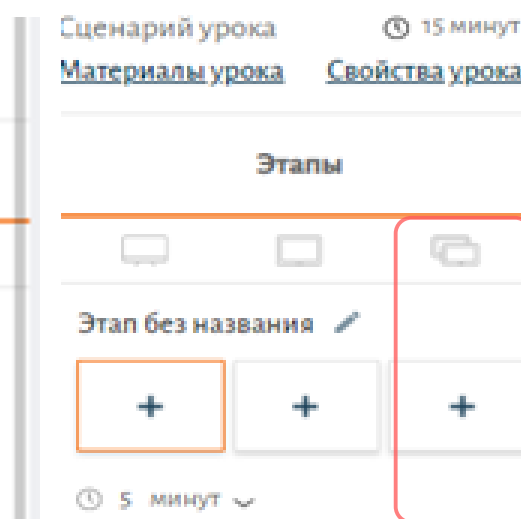 Сценарий урока 15 минут
Материалы урока Свойства урока
Этапы
Этап без названия
+ + +
5 минут